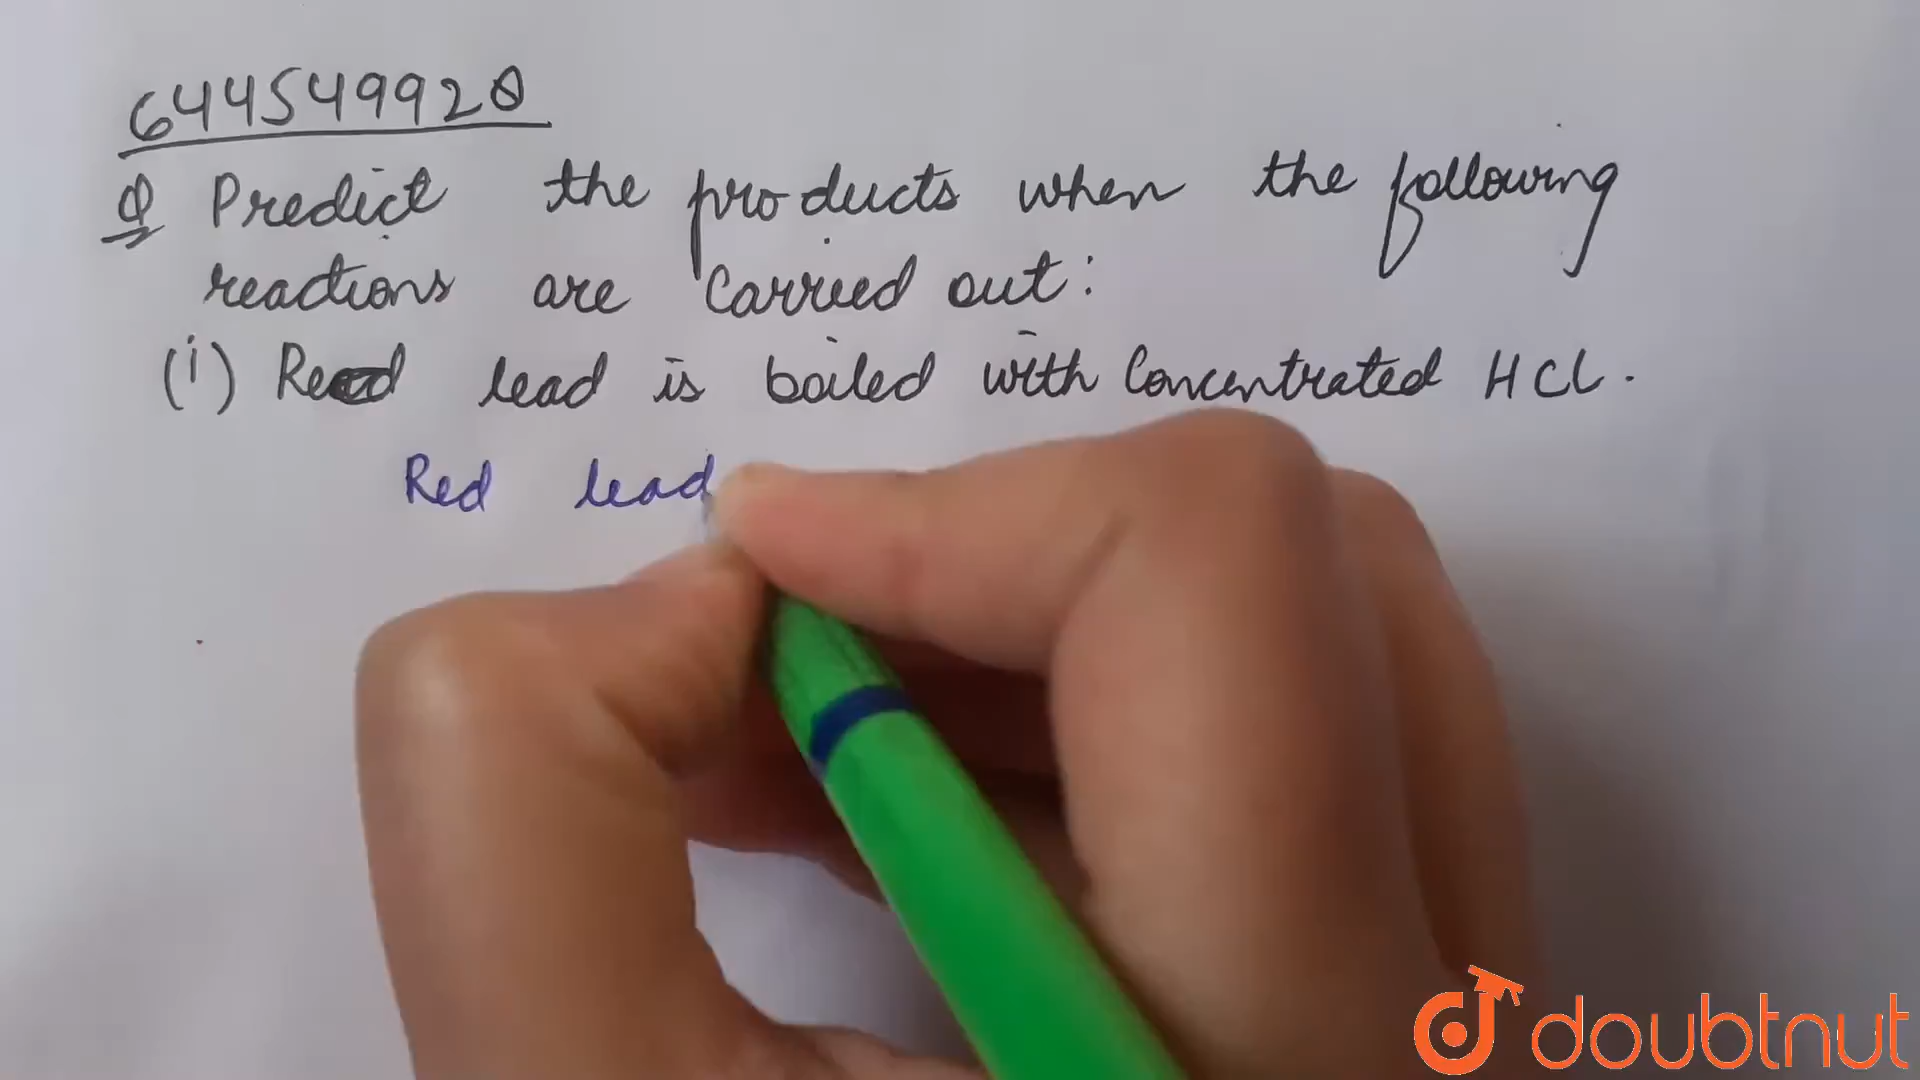 644549920
Q Predict the products when the following
reactions are carried out:
(i) Red lead is boiled with Concentrated HCl.
Red lead
doubtnut